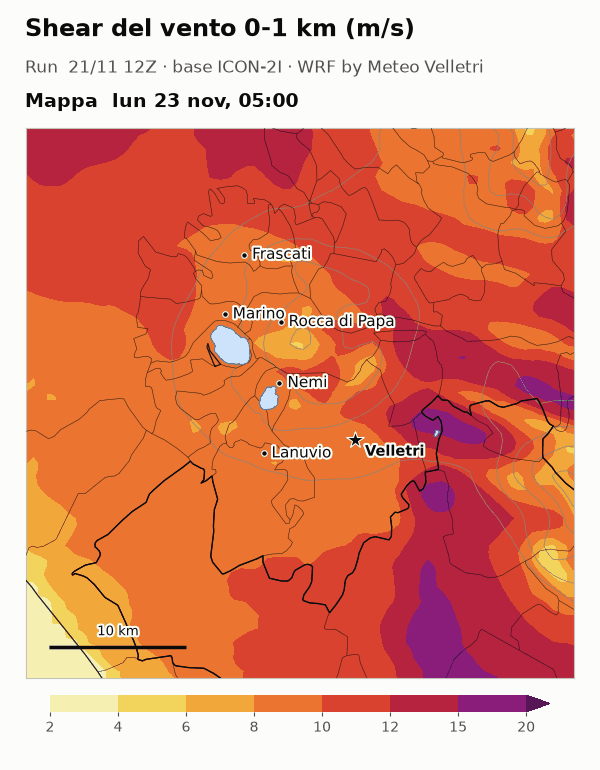 Shear del vento 0-1 km (m/s)
Run  21/11 12Z · base ICON-2I · WRF by Meteo Velletri
Mappa  lun 23 nov, 05:00
Frascati
Marino
Rocca di Papa
Nemi
Velletri
Lanuvio
10 km
2 4 6 8 10 12 15 20